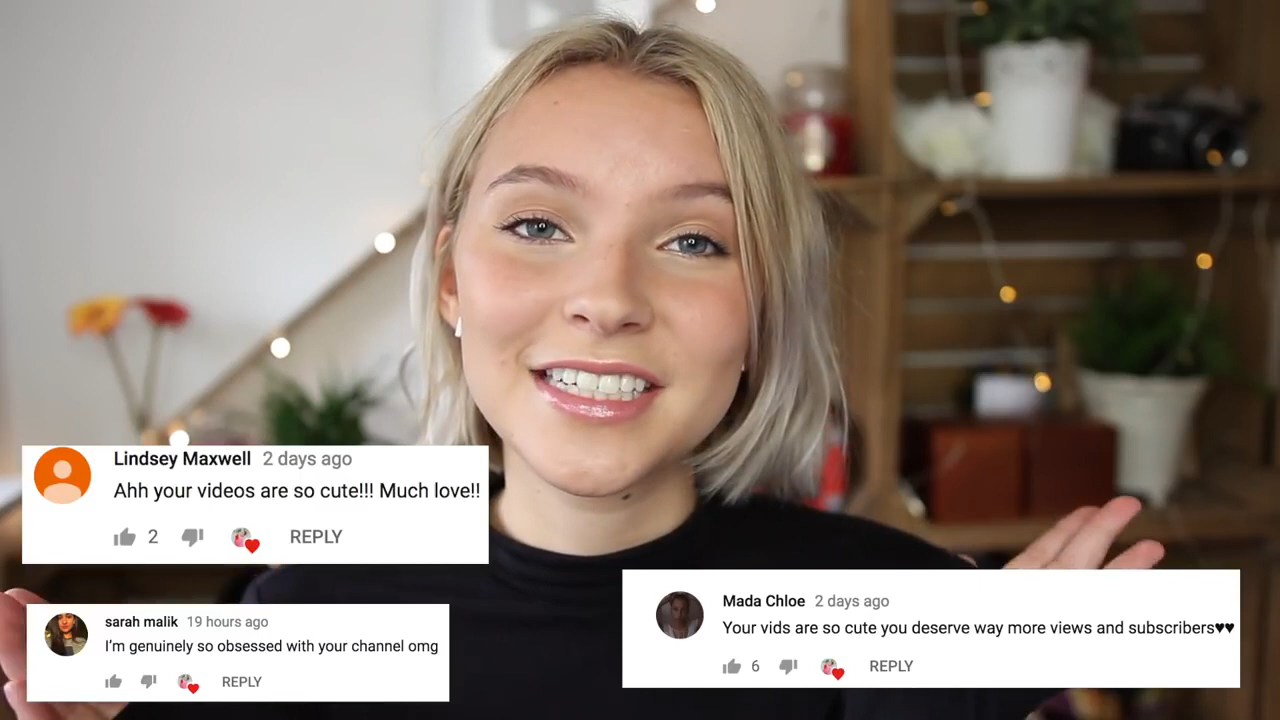 Lindsey Maxwell 2 days ago
Ahh your videos are so cute!!! Much love!!
2 REPLY
sarah malik 19 hours ago
I'm genuinely so obsessed with your channel omg
REPLY
Mada Chloe 2 days ago
Your vids are so cute you deserve way more views and subscribers♥♥
6 REPLY